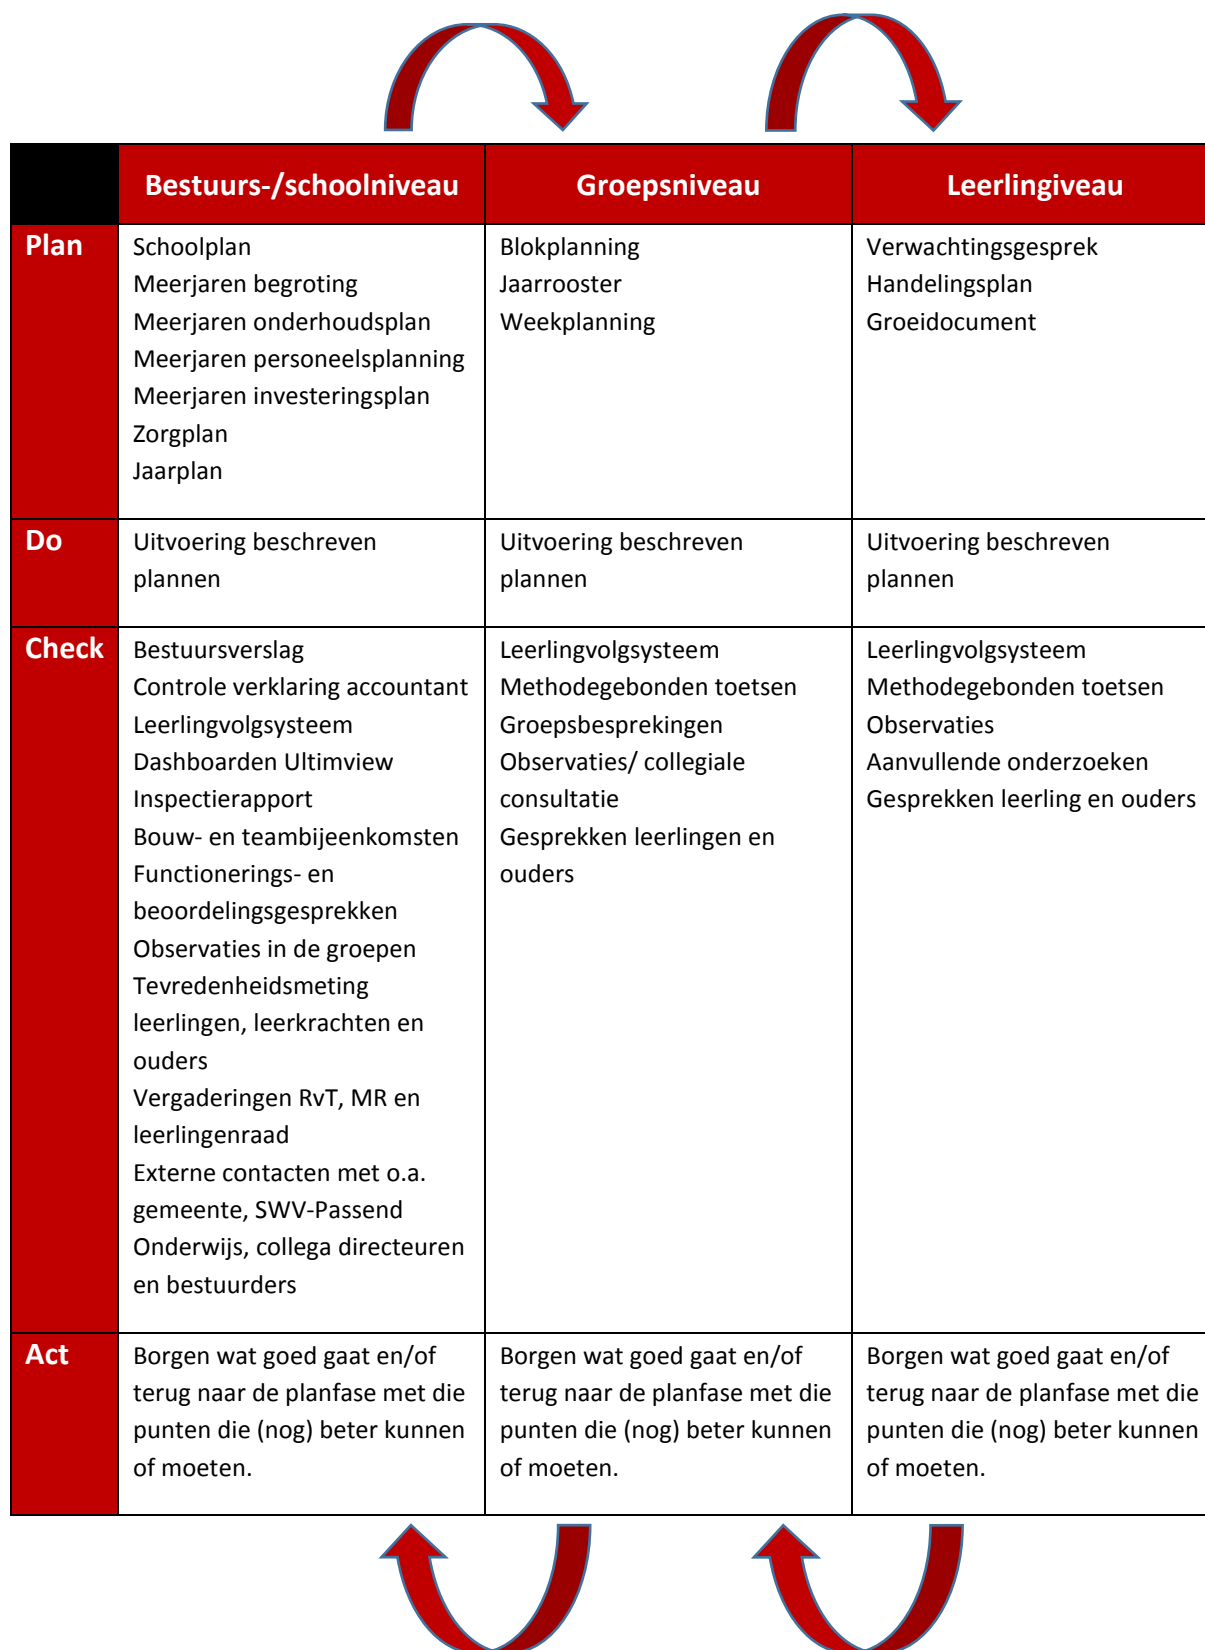 Bestuurs-/schoolniveau
Groepsniveau
Leerlingiveau
Plan
Schoolplan
Meerjaren begroting
Meerjaren onderhoudsplan
Meerjaren personeelsplanning
Meerjaren investeringsplan
Zorgplan
Jaarplan
Blokplanning
Jaarrooster
Weekplanning
Verwachtingsgesprek
Handelingsplan
Groeidocument
Do
Uitvoering beschreven
plannen
Uitvoering beschreven
plannen
Uitvoering beschreven
plannen
Check
Bestuursverslag
Controle verklaring accountant
Leerlingvolgsysteem
Dashboarden Ultimview
Inspectierapport
Bouw- en teambijeenkomsten
Functionerings- en
beoordelingsgesprekken
Observaties in de groepen
Tevredenheidsmeting
leerlingen, leerkrachten en
ouders
Vergaderingen RvT, MR en
leerlingenraad
Externe contacten met o.a.
gemeente, SWV-Passend
Onderwijs, collega directeuren
en bestuurders
Leerlingvolgsysteem
Methodegebonden toetsen
Groepsbesprekingen
Observaties/ collegiale
consultatie
Gesprekken leerlingen en
ouders
Leerlingvolgsysteem
Methodegebonden toetsen
Observaties
Aanvullende onderzoeken
Gesprekken leerling en ouders
Act
Borgen wat goed gaat en/of
terug naar de planfase met die
punten die (nog) beter kunnen
of moeten.
Borgen wat goed gaat en/of
terug naar de planfase met die
punten die (nog) beter kunnen
of moeten.
Borgen wat goed gaat en/of
terug naar de planfase met die
punten die (nog) beter kunnen
of moeten.